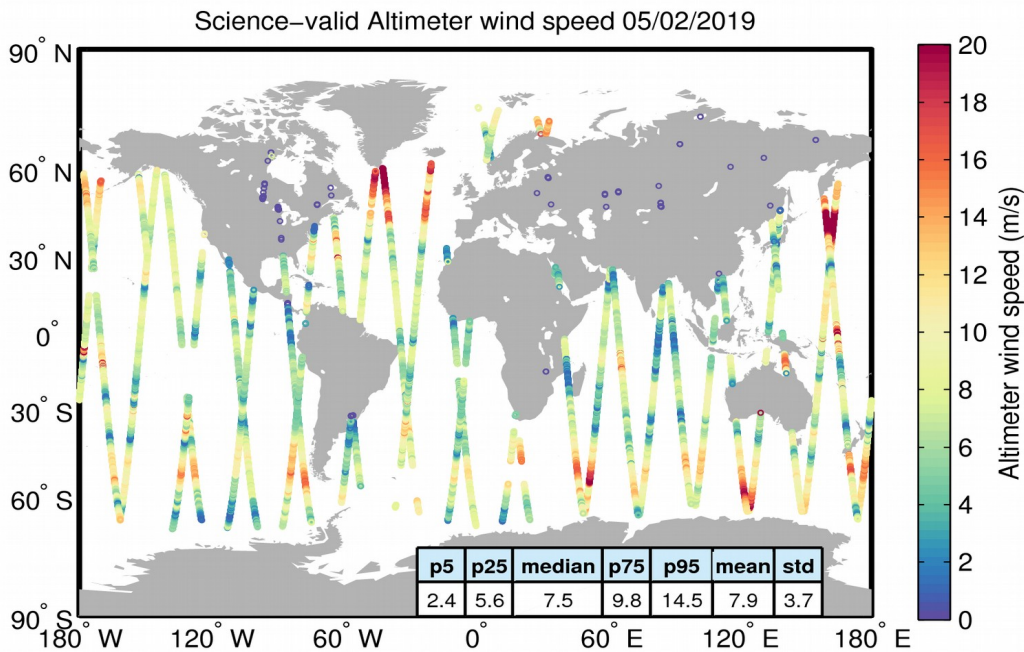 Science−valid Altimeter wind speed 05/02/2019
90° N
60° N
30° N
0°
30° S
60° S
90° S
180° W
120° W
60° W
0°
60° E
120° E
180° E
p5 p25 median p75 p95 mean std
2.4 5.6 7.5 9.8 14.5 7.9 3.7
20
18
16
14
12
10
8
6
4
2
0
Altimeter wind speed (m/s)